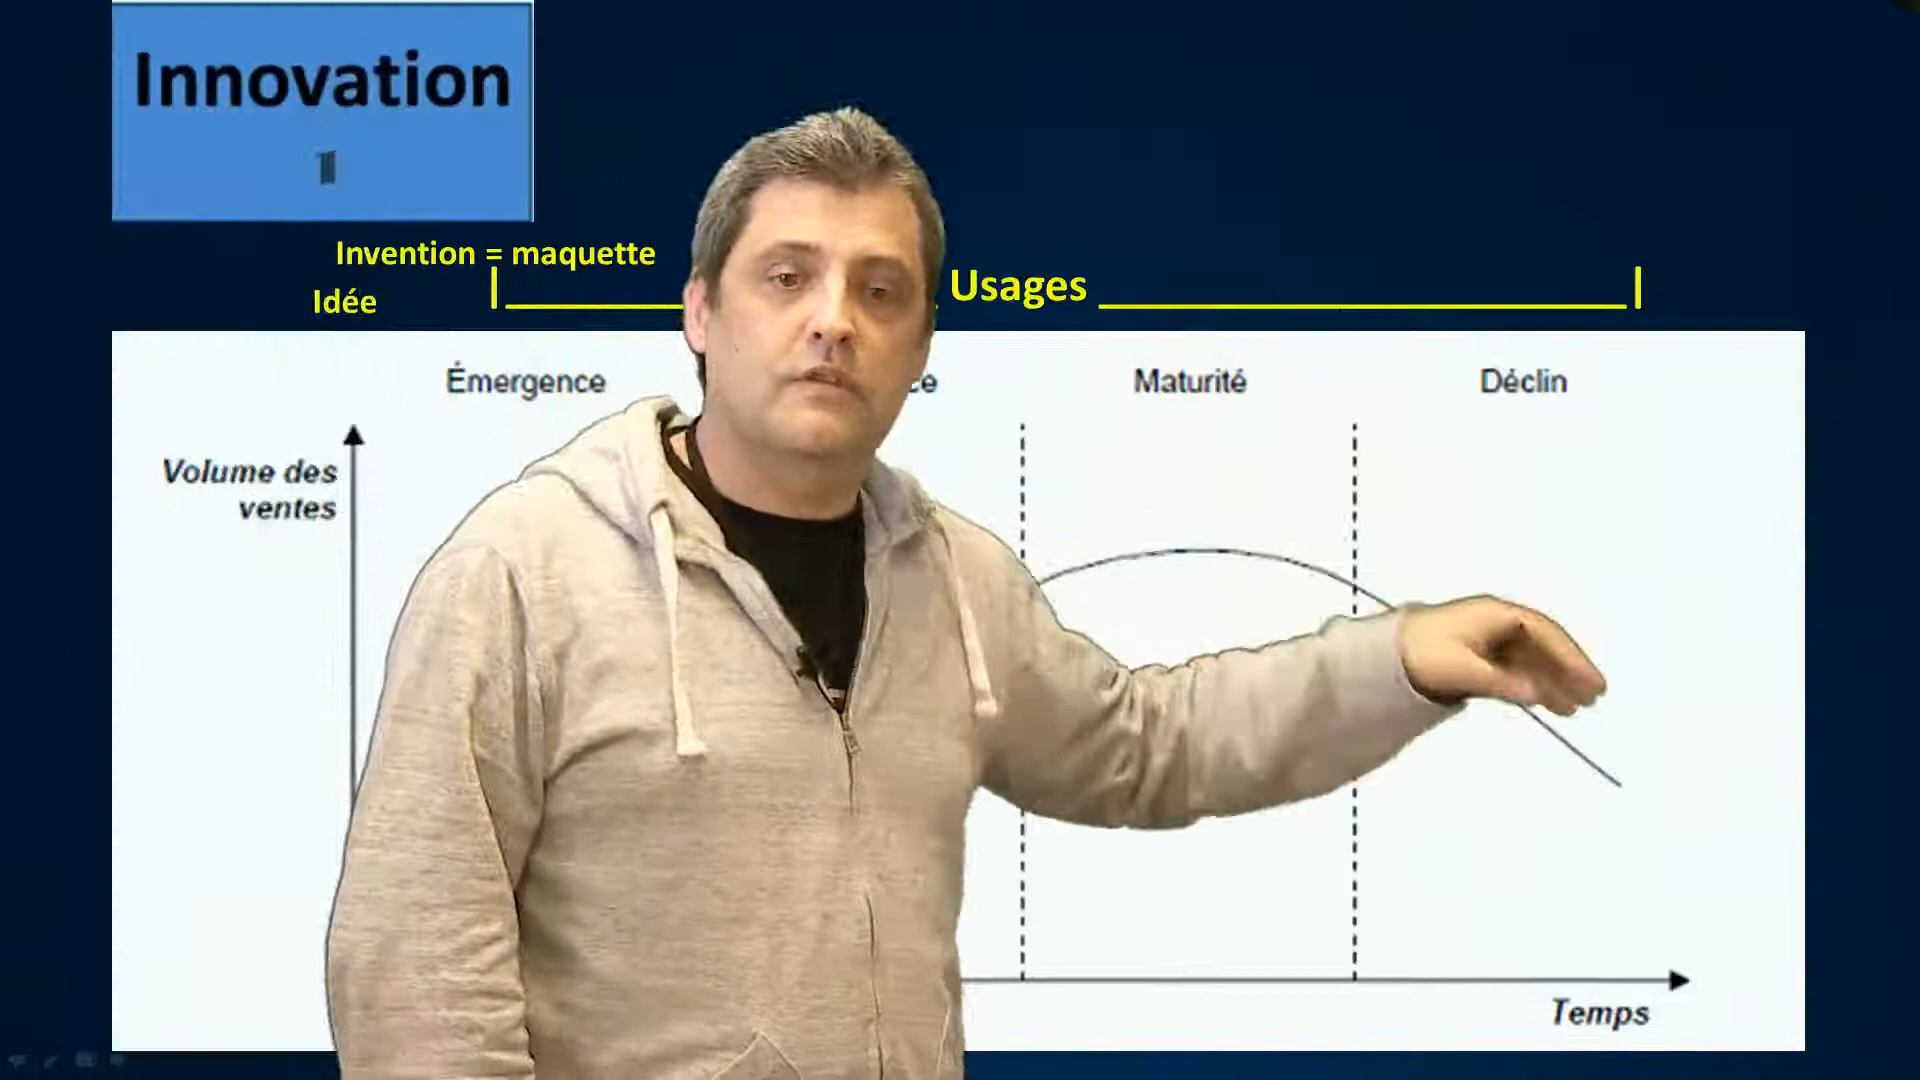 Innovation
Invention = maquette
Idée
Usages
Émergence
Maturité
Déclin
Volume des
ventes
Temps